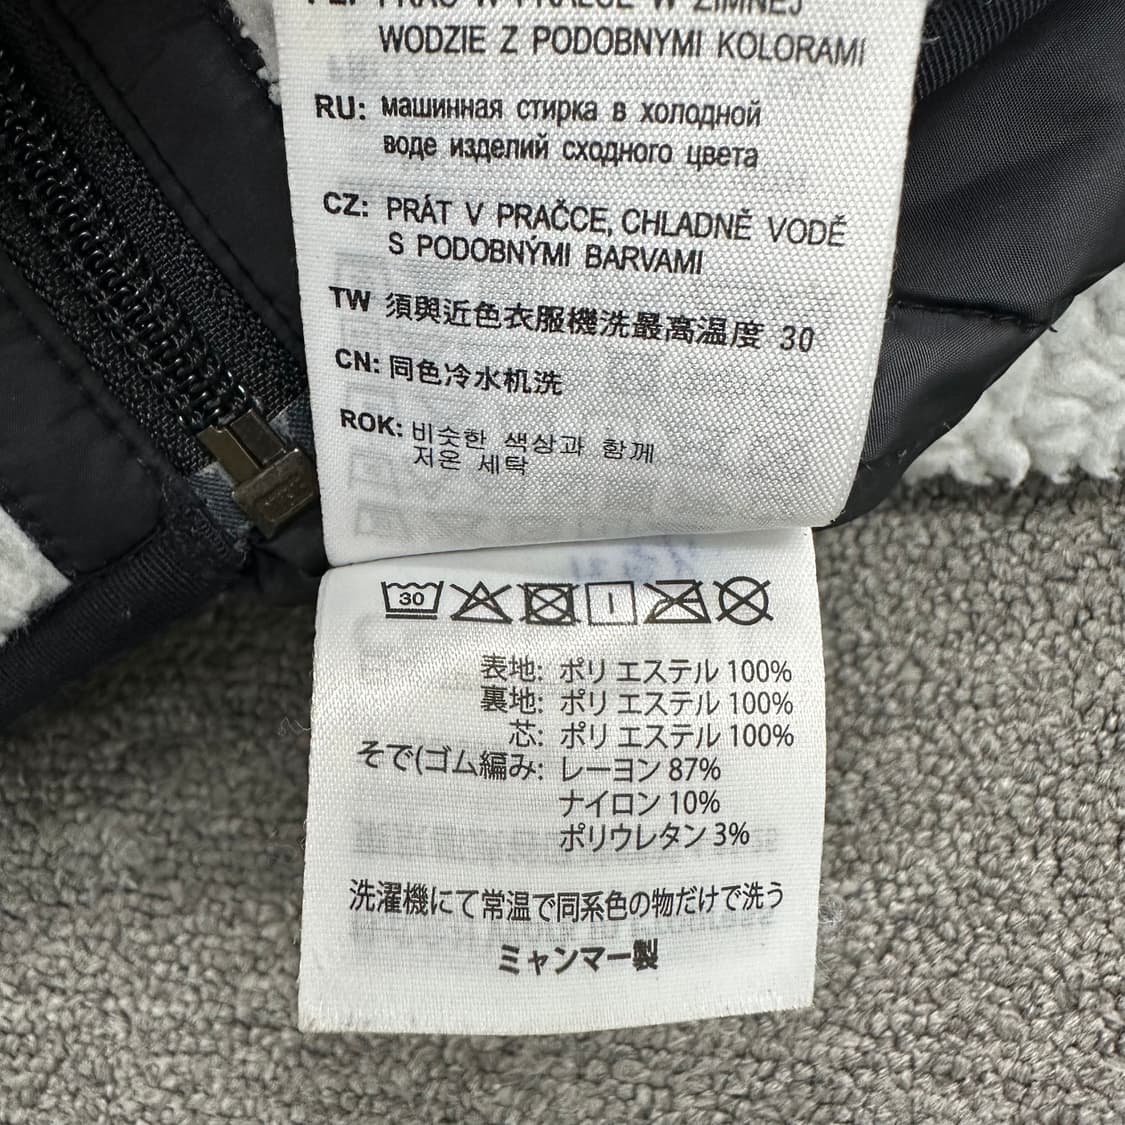 PRAĆ W PRALCE W ZIMNEJ
WODZIE Z PODOBNYMI KOLORAMI
RU: машинная стирка в холодной
воде изделий сходного цвета
CZ: PRÁT V PRAČCE, CHLADNĚ VODĚ
S PODOBNÝMI BARVAMI
TW 須與近色衣服機洗最高溫度 30
CN: 同色冷水机洗
ROK: 비슷한 색상과 함께
저온 세탁
30
表地: ポリエステル 100%
裏地: ポリエステル 100%
芯: ポリエステル 100%
そで(ゴム編み: レーヨン 87%
ナイロン 10%
ポリウレタン 3%
洗濯機にて常温で同系色の物だけで洗う
ミャンマー製